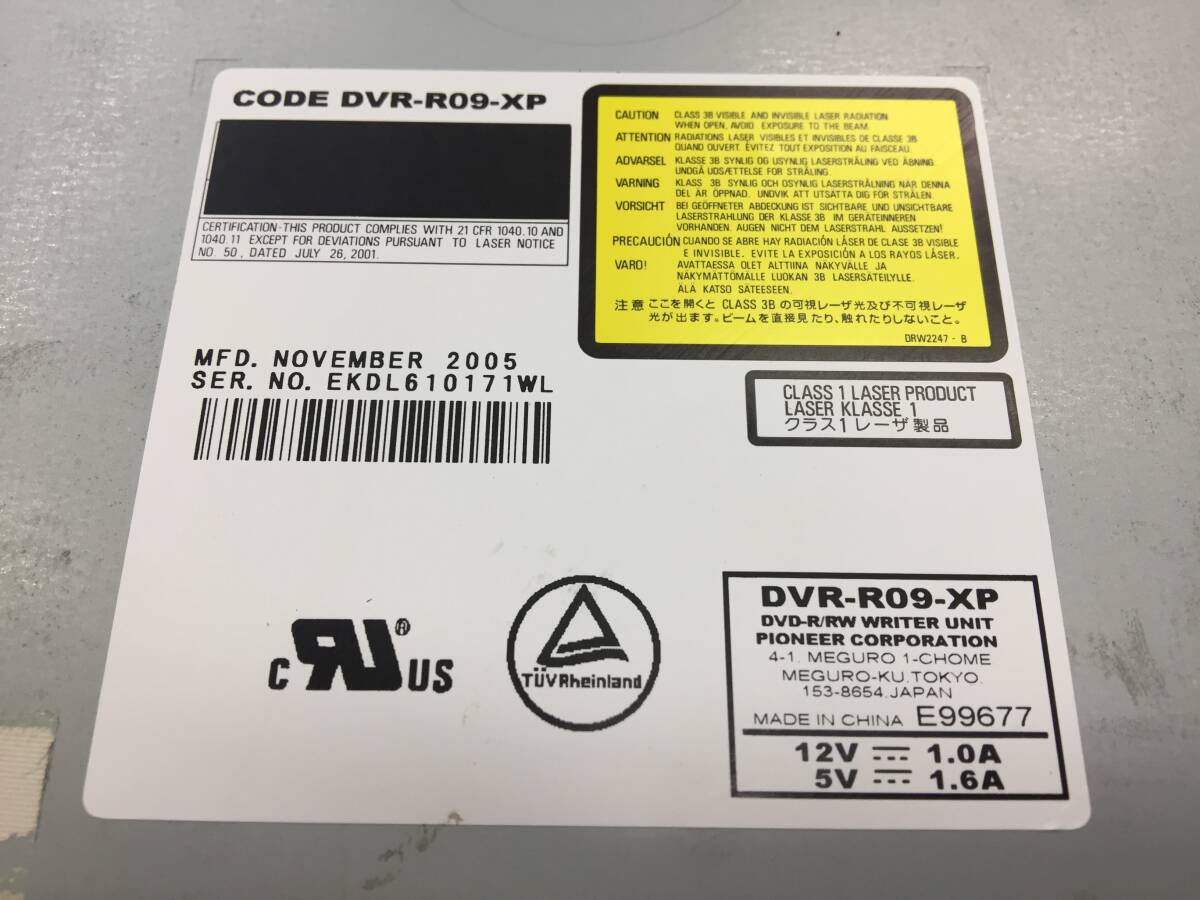 CODE DVR-R09-XP
CERTIFICATION-THIS PRODUCT COMPLIES WITH 21 CFR 1040.10 AND
1040.11 EXCEPT FOR DEVIATIONS PURSUANT TO LASER NOTICE
NO. 50, DATED JULY 26, 2001.
CAUTION CLASS 3B VISIBLE AND INVISIBLE LASER RADIATION
WHEN OPEN, AVOID EXPOSURE TO THE BEAM.
ATTENTION RADIATIONS LASER VISIBLES ET INVISIBLES DE CLASSE 3B
QUAND OUVERT. ÉVITEZ TOUT EXPOSITION AU FAISCEAU.
ADVARSEL KLASSE 3B SYNLIG OG USYNLIG LASERSTRÅLING VED ÅBNING.
UNDGÅ UDSÆTTELSE FOR STRÅLING.
VARNING KLASS 3B SYNLIG OCH OSYNLIG LASERSTRÅLNING NÄR DENNA
DEL ÄR ÖPPNAD. UNDVIK ATT UTSÄTTA DIG FÖR STRÅLEN.
VORSICHT BEI GEÖFFNETER ABDECKUNG IST SICHTBARE UND UNSICHTBARE
LASERSTRAHLUNG DER KLASSE 3B IM GERÄTEINNEREN
VORHANDEN. AUGEN NICHT DEM LASERSTRAHL AUSSETZEN!
PRECAUCIÓN CUANDO SE ABRE HAY RADIACIÓN LÁSER DE CLASE 3B VISIBLE
E INVISIBLE. EVITE LA EXPOSICIÓN A LOS RAYOS LÁSER.
VARO! AVATTAESSA OLET ALTTIINA NÄKYVÄLLE JA
NÄKYMÄTTÖMÄLLE LUOKAN 3B LASERSÄTEILYLLE.
ÄLÄ KATSO SÄTEESEEN.
注意 ここを開くと CLASS 3B の可視レーザ光及び不可視レーザ
光が出ます。ビームを直接見たり、触れたりしないこと。
DRW2247 - B
MFD. NOVEMBER 2005
SER. NO. EKDL610171WL
CLASS 1 LASER PRODUCT
LASER KLASSE 1
クラス1 レーザ製品
C RU ® US
TÜVRheinland
DVR-R09-XP
DVD-R/RW WRITER UNIT
PIONEER CORPORATION
4-1, MEGURO 1-CHOME
MEGURO-KU,TOKYO,
153-8654,JAPAN
MADE IN CHINA E99677
12V ⎓ 1.0A
5V ⎓ 1.6A